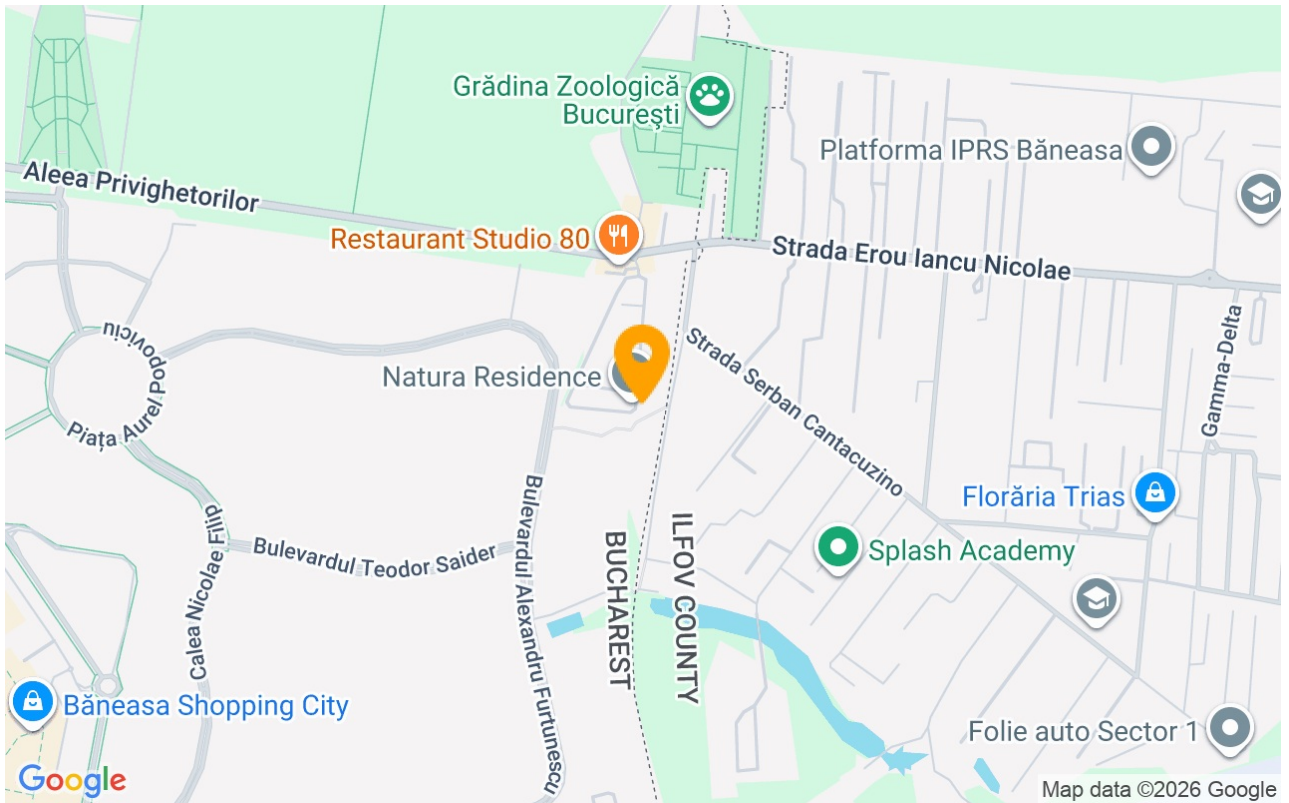 Grădina Zoologică
Bucureşti
Platforma IPRS Băneasa
Aleea Privighetorilor
Restaurant Studio 80
Strada Erou Iancu Nicolae
Piața Aurel Popoviciu
Natura Residence
Strada Serban Cantacuzino
Gamma-Delta
Calea Nicolae Filip
Bulevardul Teodor Saider
Bulevardul Alexandru Furtunescu
BUCHAREST
ILFOV COUNTY
Florăria Trias
Splash Academy
Băneasa Shopping City
Folie auto Sector 1
Google
Map data ©2026 Google